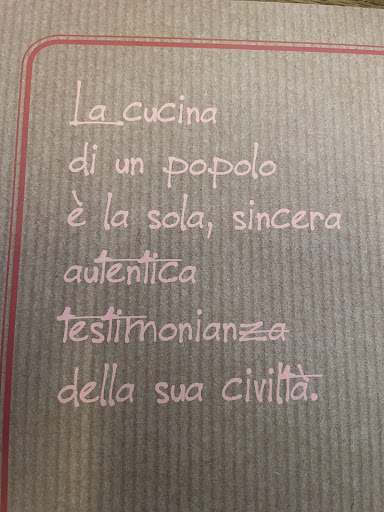 La cucina
di un popolo
è la sola, sincera
autentica
testimonianza
della sua civiltà.